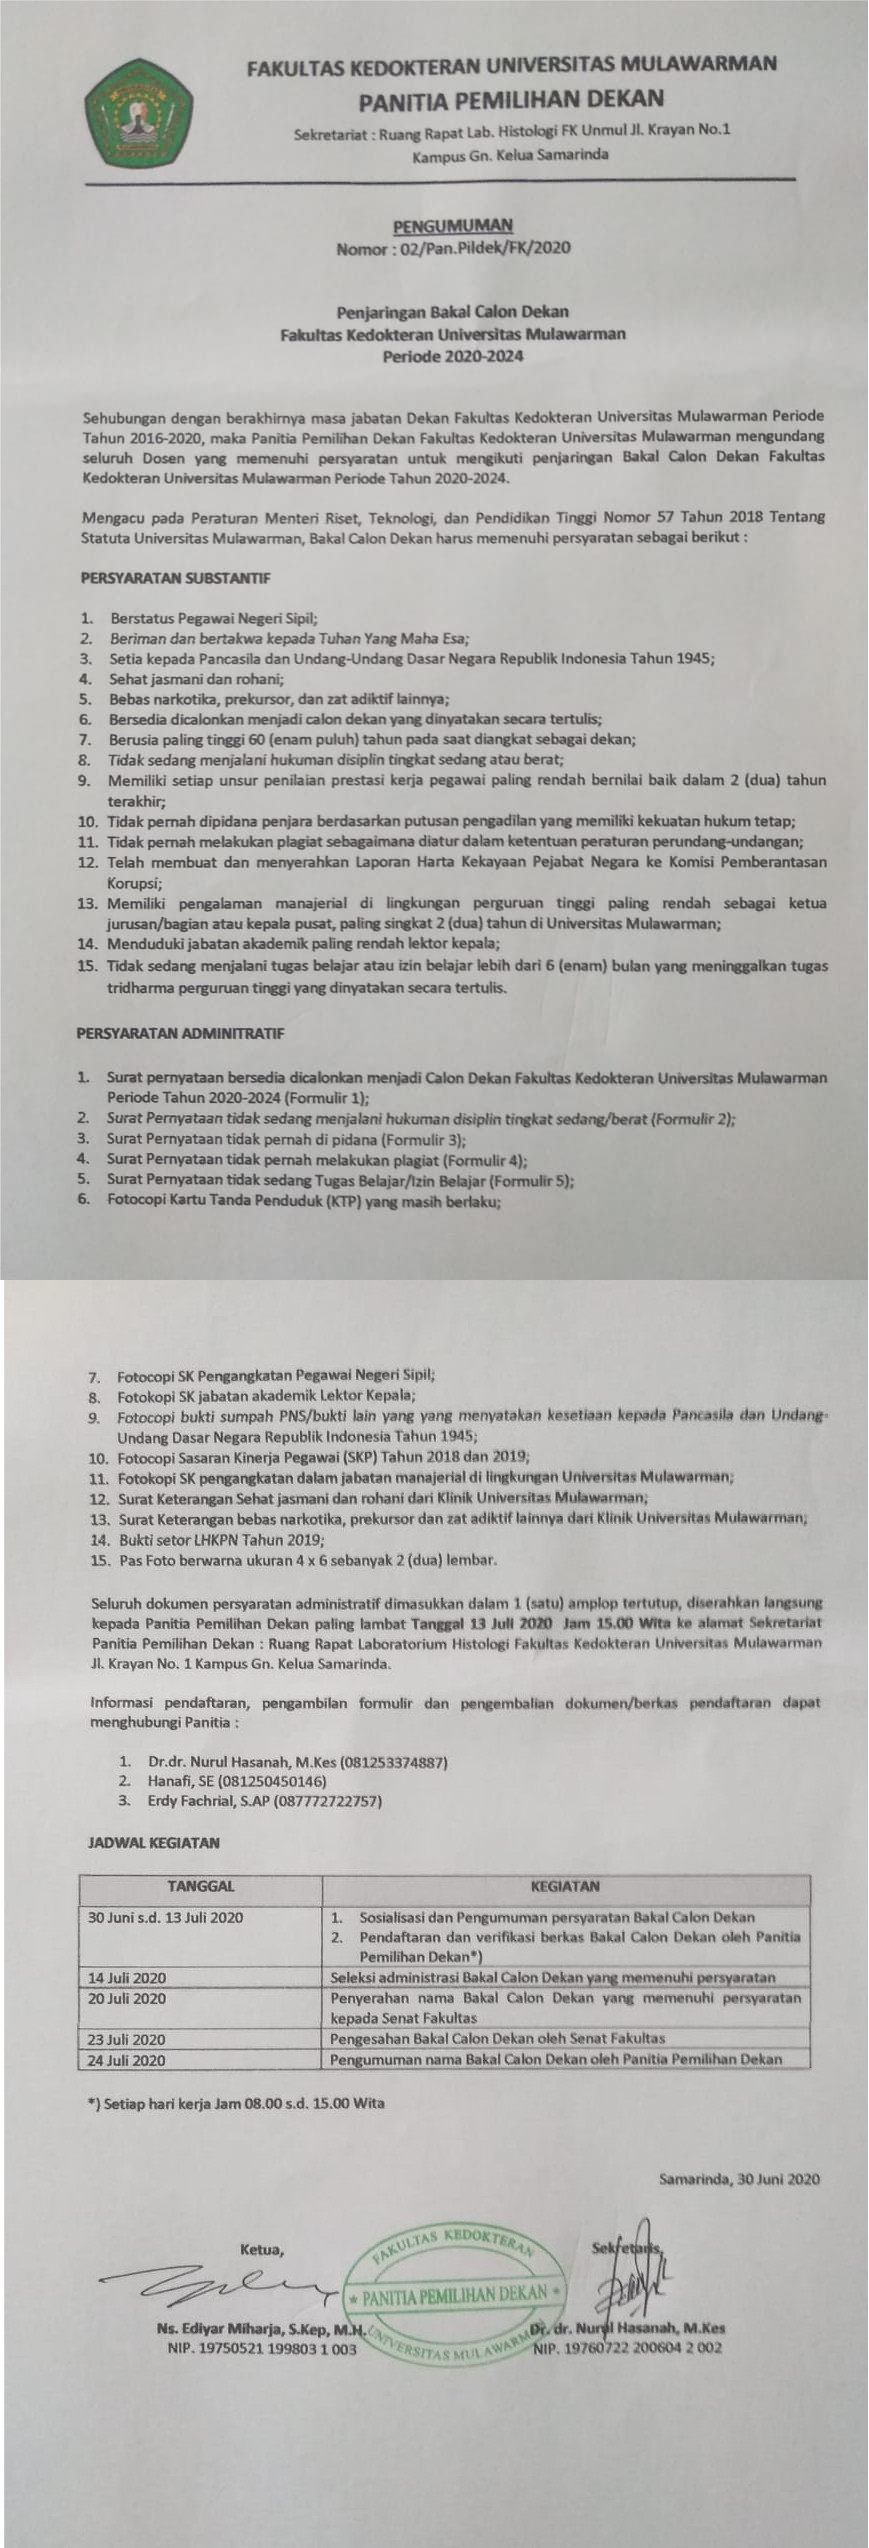 FAKULTAS KEDOKTERAN UNIVERSITAS MULAWARMAN
PANITIA PEMILIHAN DEKAN
Sekretariat : Ruang Rapat Lab. Histologi FK Unmul Jl. Krayan No.1
Kampus Gn. Kelua Samarinda
PENGUMUMAN
Nomor : 02/Pan.Pildek/FK/2020
Penjaringan Bakal Calon Dekan
Fakultas Kedokteran Universitas Mulawarman
Periode 2020-2024
Sehubungan dengan berakhirnya masa jabatan Dekan Fakultas Kedokteran Universitas Mulawarman Periode
Tahun 2016-2020, maka Panitia Pemilihan Dekan Fakultas Kedokteran Universitas Mulawarman mengundang
seluruh Dosen yang memenuhi persyaratan untuk mengikuti penjaringan Bakal Calon Dekan Fakultas
Kedokteran Universitas Mulawarman Periode Tahun 2020-2024.
Mengacu pada Peraturan Menteri Riset, Teknologi, dan Pendidikan Tinggi Nomor 57 Tahun 2018 Tentang
Statuta Universitas Mulawarman, Bakal Calon Dekan harus memenuhi persyaratan sebagai berikut :
PERSYARATAN SUBSTANTIF
1. Berstatus Pegawai Negeri Sipil;
2. Beriman dan bertakwa kepada Tuhan Yang Maha Esa;
3. Setia kepada Pancasila dan Undang-Undang Dasar Negara Republik Indonesia Tahun 1945;
4. Sehat jasmani dan rohani;
5. Bebas narkotika, prekursor, dan zat adiktif lainnya;
6. Bersedia dicalonkan menjadi calon dekan yang dinyatakan secara tertulis;
7. Berusia paling tinggi 60 (enam puluh) tahun pada saat diangkat sebagai dekan;
8. Tidak sedang menjalani hukuman disiplin tingkat sedang atau berat;
9. Memiliki setiap unsur penilaian prestasi kerja pegawai paling rendah bernilai baik dalam 2 (dua) tahun
terakhir;
10. Tidak pernah dipidana penjara berdasarkan putusan pengadilan yang memiliki kekuatan hukum tetap;
11. Tidak pernah melakukan plagiat sebagaimana diatur dalam ketentuan peraturan perundang-undangan;
12. Telah membuat dan menyerahkan Laporan Harta Kekayaan Pejabat Negara ke Komisi Pemberantasan
Korupsi;
13. Memiliki pengalaman manajerial di lingkungan perguruan tinggi paling rendah sebagai ketua
jurusan/bagian atau kepala pusat, paling singkat 2 (dua) tahun di Universitas Mulawarman;
14. Menduduki jabatan akademik paling rendah lektor kepala;
15. Tidak sedang menjalani tugas belajar atau izin belajar lebih dari 6 (enam) bulan yang meninggalkan tugas
tridharma perguruan tinggi yang dinyatakan secara tertulis.
PERSYARATAN ADMINITRATIF
1. Surat pernyataan bersedia dicalonkan menjadi Calon Dekan Fakultas Kedokteran Universitas Mulawarman
Periode Tahun 2020-2024 (Formulir 1);
2. Surat Pernyataan tidak sedang menjalani hukuman disiplin tingkat sedang/berat (Formulir 2);
3. Surat Pernyataan tidak pernah di pidana (Formulir 3);
4. Surat Pernyataan tidak pernah melakukan plagiat (Formulir 4);
5. Surat Pernyataan tidak sedang Tugas Belajar/Izin Belajar (Formulir 5);
6. Fotocopi Kartu Tanda Penduduk (KTP) yang masih berlaku;
7. Fotocopi SK Pengangkatan Pegawai Negeri Sipil;
8. Fotokopi SK jabatan akademik Lektor Kepala;
9. Fotocopi bukti sumpah PNS/bukti lain yang yang menyatakan kesetiaan kepada Pancasila dan Undang-
Undang Dasar Negara Republik Indonesia Tahun 1945;
10. Fotocopi Sasaran Kinerja Pegawai (SKP) Tahun 2018 dan 2019;
11. Fotokopi SK pengangkatan dalam jabatan manajerial di lingkungan Universitas Mulawarman;
12. Surat Keterangan Sehat jasmani dan rohani dari Klinik Universitas Mulawarman;
13. Surat Keterangan bebas narkotika, prekursor dan zat adiktif lainnya dari Klinik Universitas Mulawarman;
14. Bukti setor LHKPN Tahun 2019;
15. Pas Foto berwarna ukuran 4 x 6 sebanyak 2 (dua) lembar.
Seluruh dokumen persyaratan administratif dimasukkan dalam 1 (satu) amplop tertutup, diserahkan langsung
kepada Panitia Pemilihan Dekan paling lambat Tanggal 13 Juli 2020 Jam 15.00 Wita ke alamat Sekretariat
Panitia Pemilihan Dekan : Ruang Rapat Laboratorium Histologi Fakultas Kedokteran Universitas Mulawarman
Jl. Krayan No. 1 Kampus Gn. Kelua Samarinda.
Informasi pendaftaran, pengambilan formulir dan pengembalian dokumen/berkas pendaftaran dapat
menghubungi Panitia :
1. Dr.dr. Nurul Hasanah, M.Kes (081253374887)
2. Hanafi, SE (081250450146)
3. Erdy Fachrial, S.AP (087772722757)
JADWAL KEGIATAN
TANGGAL KEGIATAN
30 Juni s.d. 13 Juli 2020 1. Sosialisasi dan Pengumuman persyaratan Bakal Calon Dekan
2. Pendaftaran dan verifikasi berkas Bakal Calon Dekan oleh Panitia
Pemilihan Dekan*)
14 Juli 2020 Seleksi administrasi Bakal Calon Dekan yang memenuhi persyaratan
20 Juli 2020 Penyerahan nama Bakal Calon Dekan yang memenuhi persyaratan
kepada Senat Fakultas
23 Juli 2020 Pengesahan Bakal Calon Dekan oleh Senat Fakultas
24 Juli 2020 Pengumuman nama Bakal Calon Dekan oleh Panitia Pemilihan Dekan
*) Setiap hari kerja Jam 08.00 s.d. 15.00 Wita
Samarinda, 30 Juni 2020
Ketua, Sekretaris,
FAKULTAS KEDOKTERAN
* PANITIA PEMILIHAN DEKAN *
UNIVERSITAS MULAWARMAN
Ns. Ediyar Miharja, S.Kep, M.H. Dr. dr. Nurul Hasanah, M.Kes
NIP. 19750521 199803 1 003 NIP. 19760722 200604 2 002